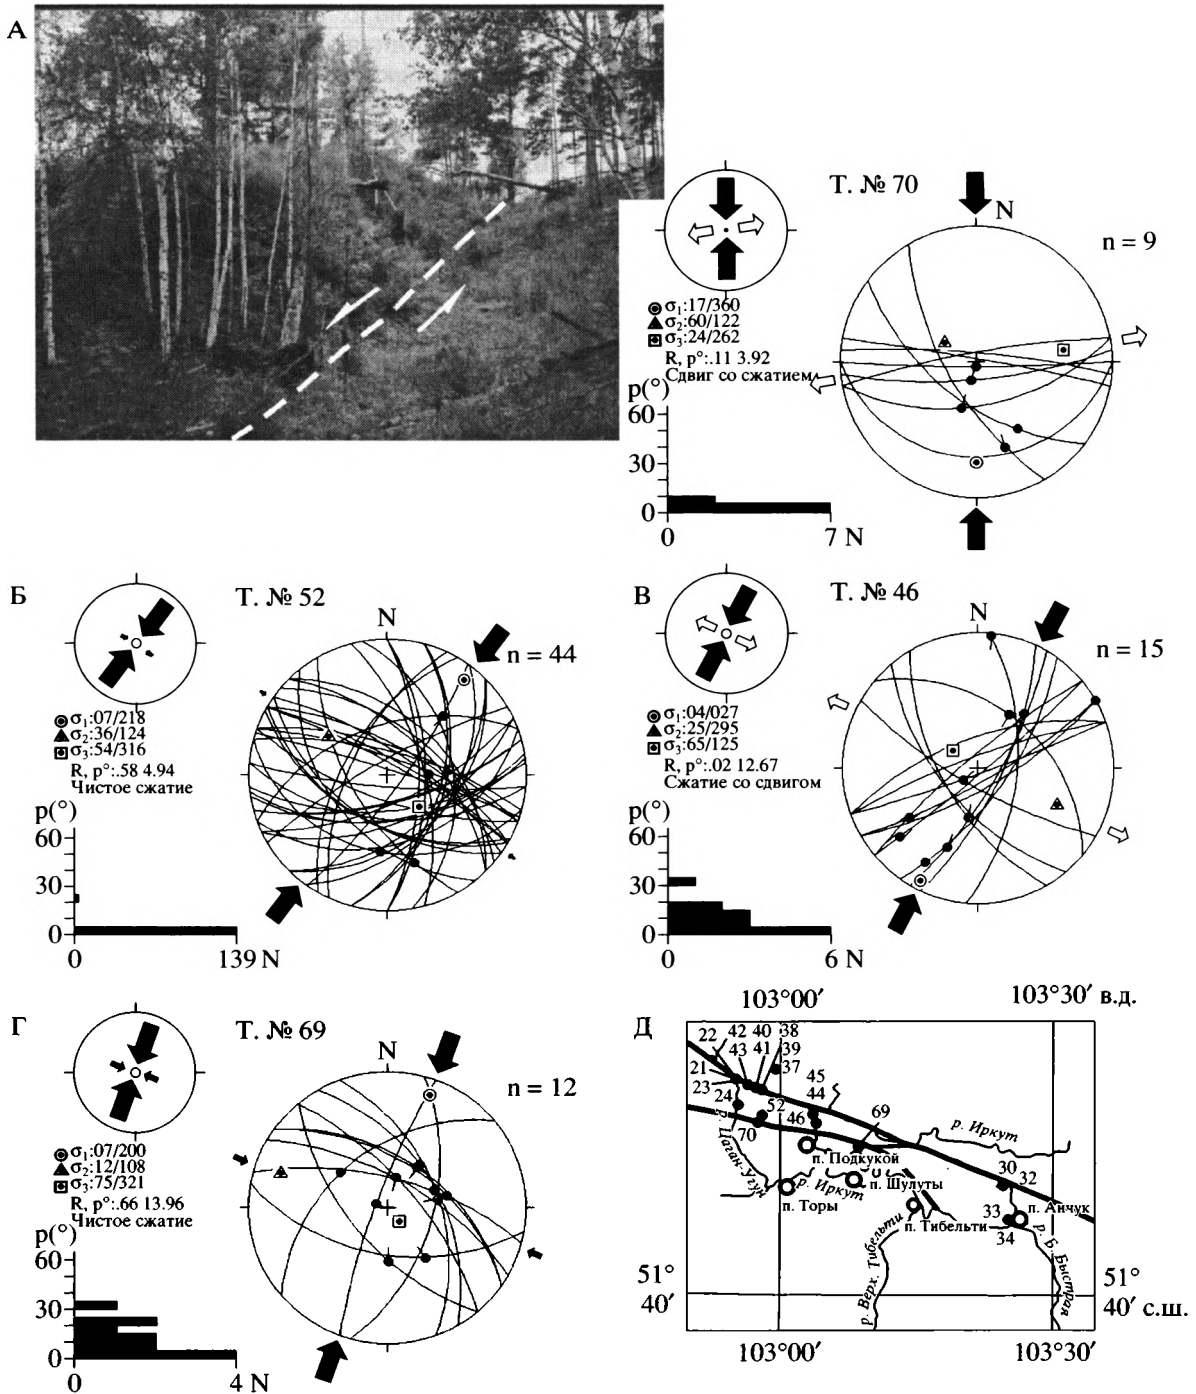 А
Т. № 70
N
n = 9
σ₁:17/360
σ₂:60/122
σ₃:24/262
R, p°:.11 3.92
Сдвиг со сжатием
p(°)
60
30
0
0 7 N
Б
Т. № 52
N
n = 44
σ₁:07/218
σ₂:36/124
σ₃:54/316
R, p°:.58 4.94
Чистое сжатие
p(°)
60
30
0
0 139 N
В
Т. № 46
N
n = 15
σ₁:04/027
σ₂:25/295
σ₃:65/125
R, p°:.02 12.67
Сжатие со сдвигом
p(°)
60
30
0
0 6 N
Г
Т. № 69
N
n = 12
σ₁:07/200
σ₂:12/108
σ₃:75/321
R, p°:.66 13.96
Чистое сжатие
p(°)
60
30
0
0 4 N
Д
103°00′ 103°30′ в.д.
22 42 40 38
43 41 39
21 37
23 45
24 44
52 46 69
70
р. Иркут
р. Цаган-Угун
п. Подкукой
30
32
р. Иркут
п. Шулуты
п. Торы
33
п. Анчук
п. Тибельти
34
р. Верх. Тибельти
р. Б. Быстрая
51° 51°
40′ 40′ с.ш.
103°00′ 103°30′